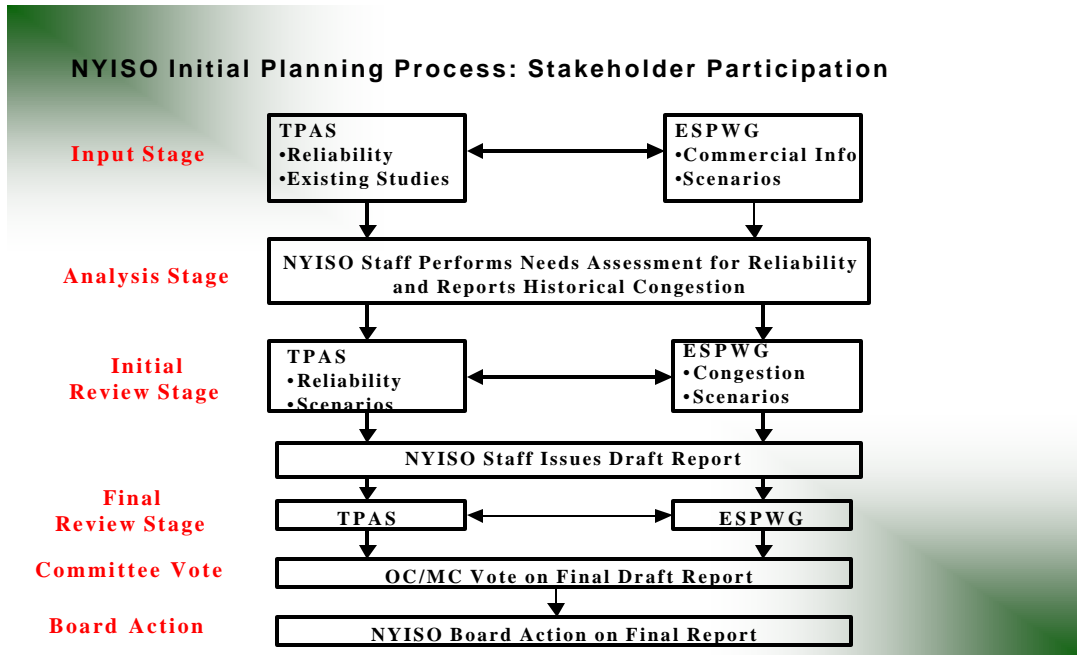 NYISO Initial Planning Process: Stakeholder Participation
Input Stage
TPAS
•Reliability
•Existing Studies
ESPWG
•Commercial Info
•Scenarios
Analysis Stage
NYISO Staff Performs Needs Assessment for Reliability
and Reports Historical Congestion
Initial
Review Stage
TPAS
•Reliability
•Scenarios
ESPWG
•Congestion
•Scenarios
NYISO Staff Issues Draft Report
Final
Review Stage
TPAS
ESPWG
Committee Vote
OC/MC Vote on Final Draft Report
Board Action
NYISO Board Action on Final Report